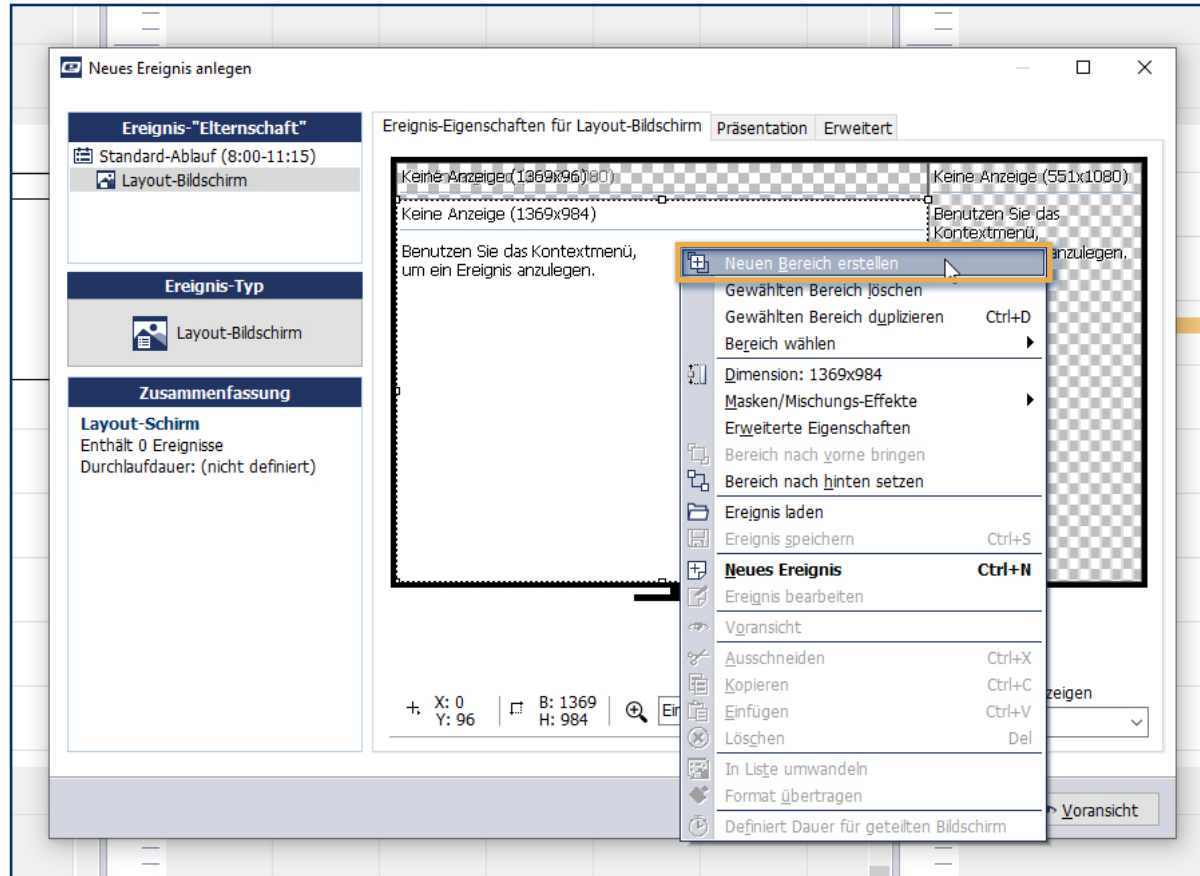 Neues Ereignis anlegen
Ereignis-"Elternschaft"
Standard-Ablauf (8:00-11:15)
Layout-Bildschirm
Ereignis-Typ
Layout-Bildschirm
Zusammenfassung
Layout-Schirm
Enthält 0 Ereignisse
Durchlaufdauer: (nicht definiert)
Ereignis-Eigenschaften für Layout-Bildschirm Präsentation Erweitert
Keine Anzeige (1369x96)
Keine Anzeige (551x1080)
Keine Anzeige (1369x984)
Benutzen Sie das Kontextmenü,
um ein Ereignis anzulegen.
Benutzen Sie das
Kontextmenü,
anzulegen.
Neuen Bereich erstellen
Gewählten Bereich löschen
Gewählten Bereich duplizieren Ctrl+D
Bereich wählen
Dimension: 1369x984
Masken/Mischungs-Effekte
Erweiterte Eigenschaften
Bereich nach vorne bringen
Bereich nach hinten setzen
Ereignis laden
Ereignis speichern Ctrl+S
Neues Ereignis Ctrl+N
Ereignis bearbeiten
Voransicht
Ausschneiden Ctrl+X
Kopieren Ctrl+C
Einfügen Ctrl+V
Löschen Del
In Liste umwandeln
Format übertragen
Definiert Dauer für geteilten Bildschirm
X: 0
Y: 96
B: 1369
H: 984
Voransicht